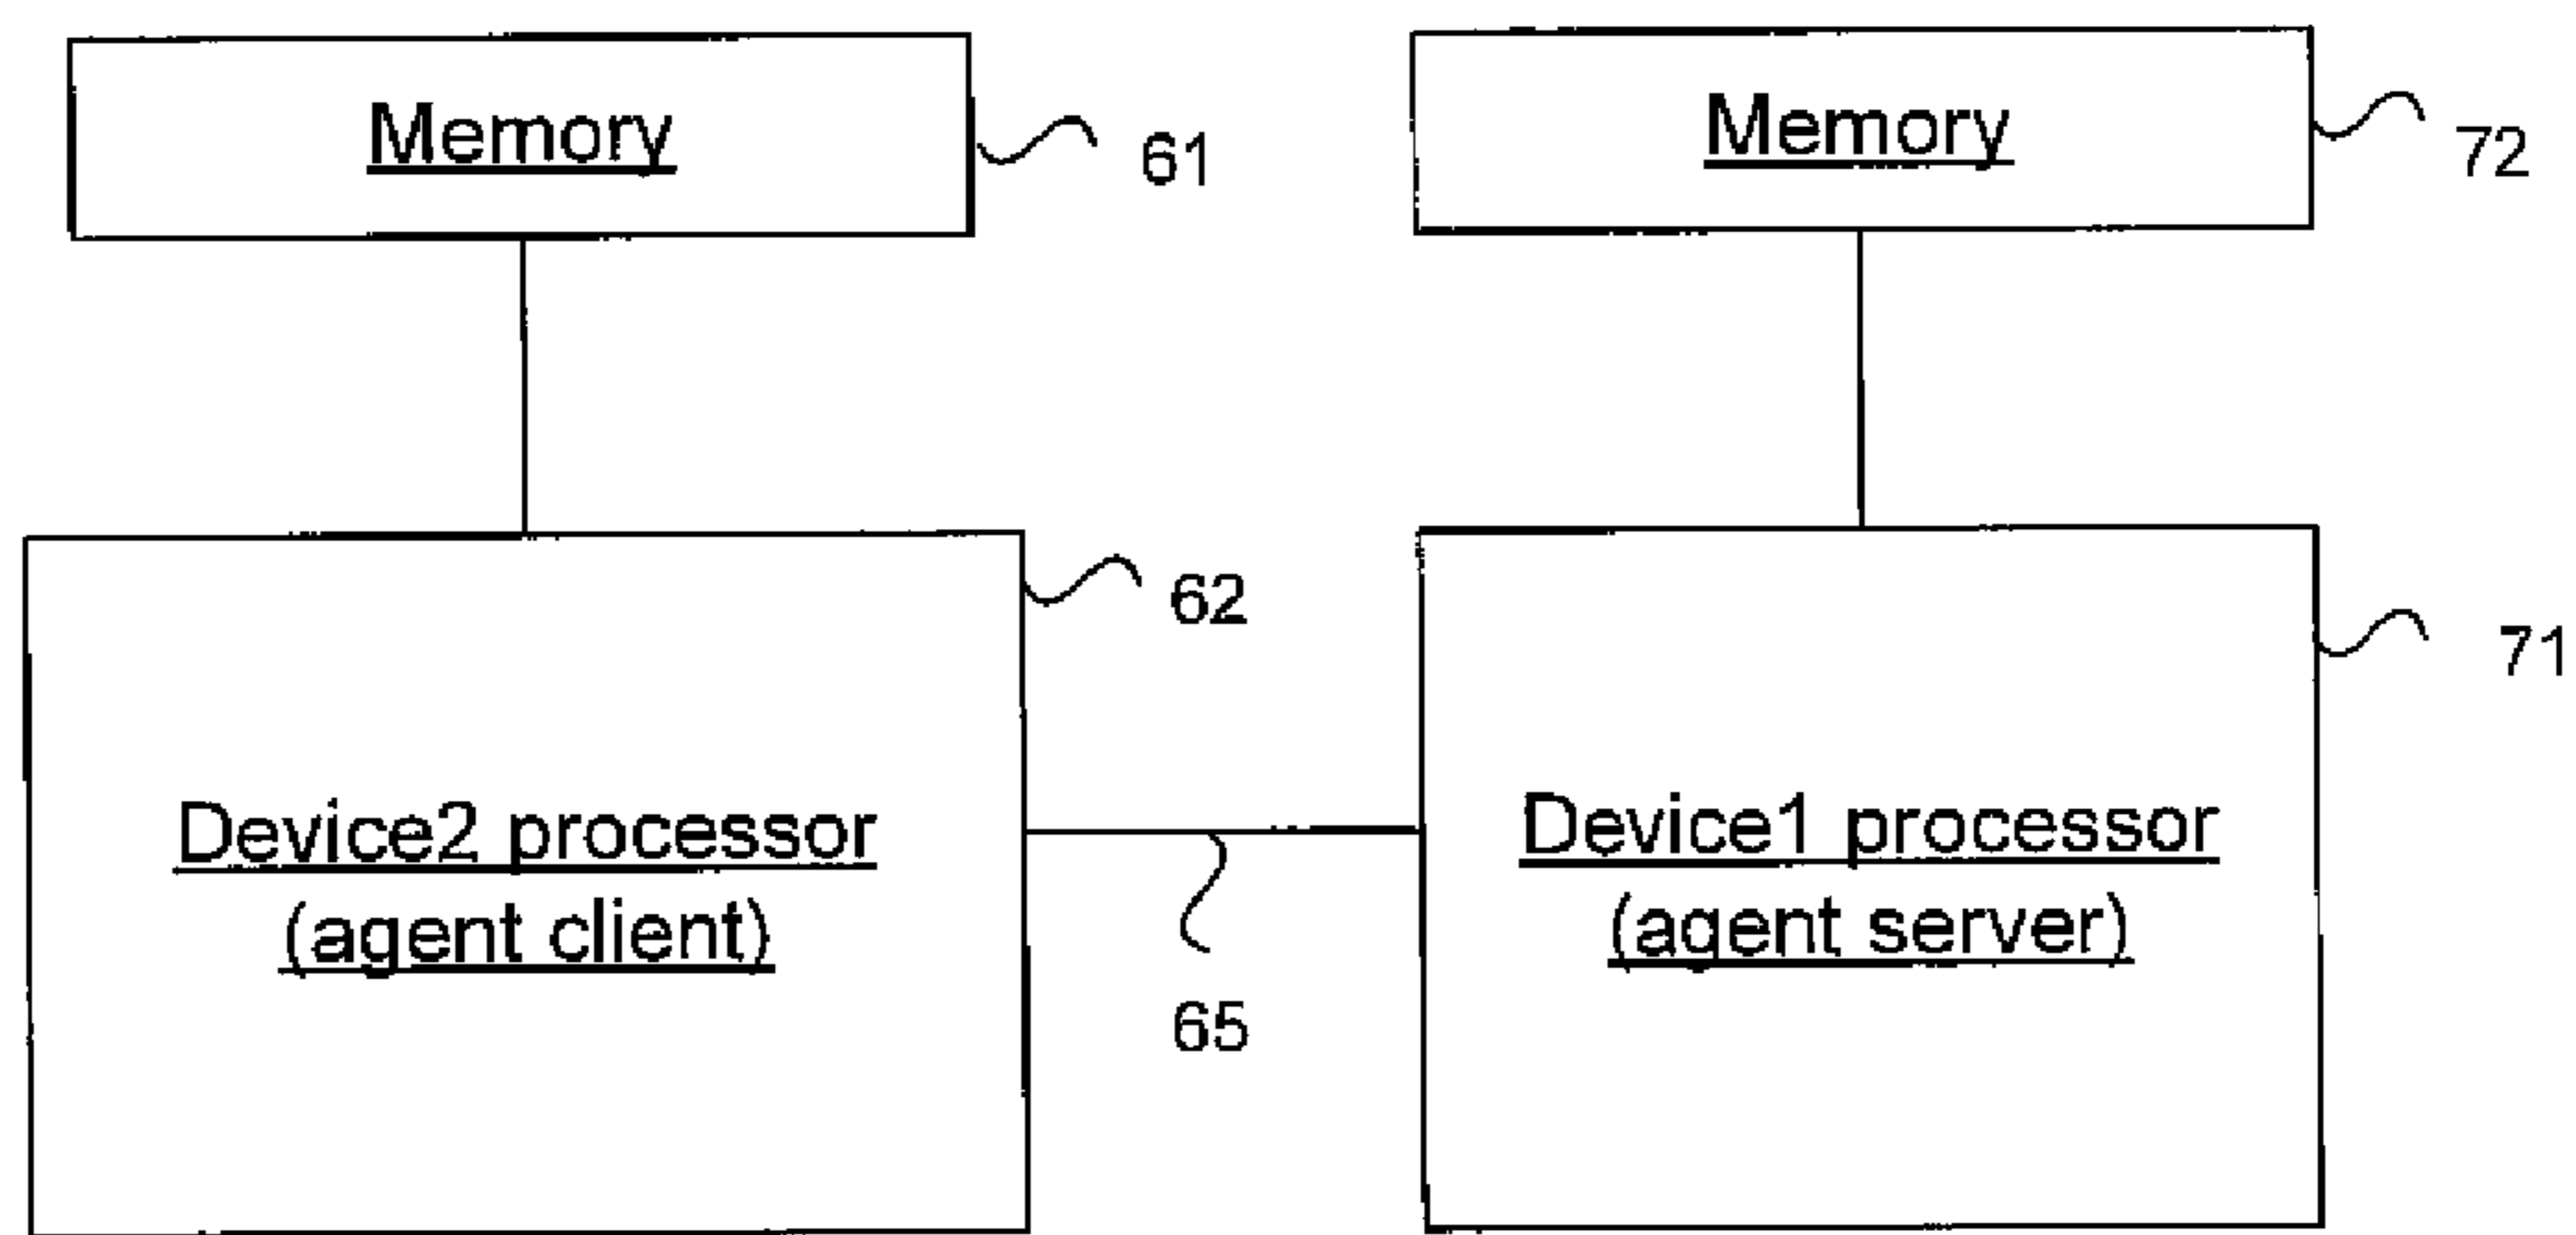 Memory
61
Memory
72
62
71
Device2 processor
(agent client)
Device1 processor
(agent server)
65